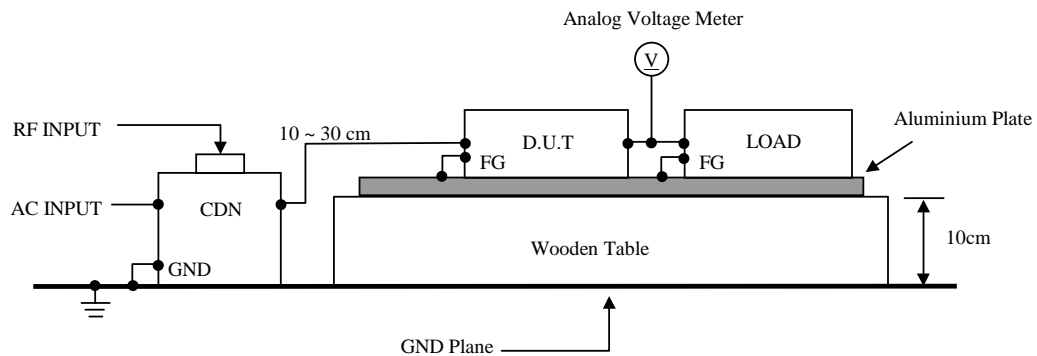 Analog Voltage Meter
V
RF INPUT
10 ~ 30 cm
D.U.T
LOAD
Aluminium Plate
FG
FG
AC INPUT
CDN
Wooden Table
10cm
GND
GND Plane